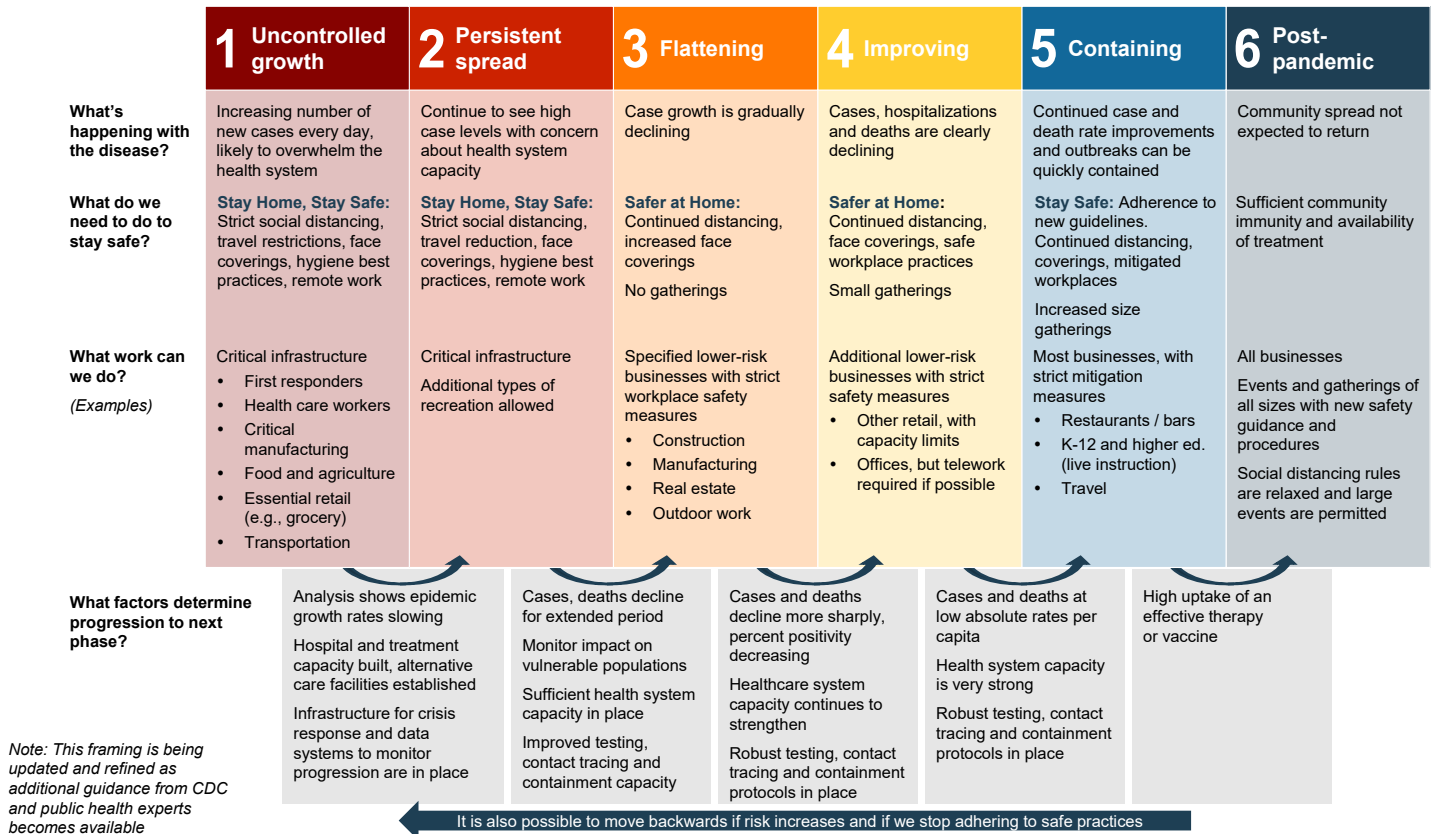 1 Uncontrolled
growth
2 Persistent
spread
3 Flattening
4 Improving
5 Containing
6 Post-
pandemic
What's
happening with
the disease?
Increasing number of
new cases every day,
likely to overwhelm the
health system
Continue to see high
case levels with concern
about health system
capacity
Case growth is gradually
declining
Cases, hospitalizations
and deaths are clearly
declining
Continued case and
death rate improvements
and outbreaks can be
quickly contained
Community spread not
expected to return
What do we
need to do to
stay safe?
Stay Home, Stay Safe:
Strict social distancing,
travel restrictions, face
coverings, hygiene best
practices, remote work
Stay Home, Stay Safe:
Strict social distancing,
travel reduction, face
coverings, hygiene best
practices, remote work
Safer at Home:
Continued distancing,
increased face
coverings
No gatherings
Safer at Home:
Continued distancing,
face coverings, safe
workplace practices
Small gatherings
Stay Safe: Adherence to
new guidelines.
Continued distancing,
coverings, mitigated
workplaces
Increased size
gatherings
Sufficient community
immunity and availability
of treatment
What work can
we do?
(Examples)
Critical infrastructure
• First responders
• Health care workers
• Critical
manufacturing
• Food and agriculture
• Essential retail
(e.g., grocery)
• Transportation
Critical infrastructure
Additional types of
recreation allowed
Specified lower-risk
businesses with strict
workplace safety
measures
• Construction
• Manufacturing
• Real estate
• Outdoor work
Additional lower-risk
businesses with strict
safety measures
• Other retail, with
capacity limits
• Offices, but telework
required if possible
Most businesses, with
strict mitigation
measures
• Restaurants / bars
• K-12 and higher ed.
(live instruction)
• Travel
All businesses
Events and gatherings of
all sizes with new safety
guidance and
procedures
Social distancing rules
are relaxed and large
events are permitted
What factors determine
progression to next
phase?
Analysis shows epidemic
growth rates slowing
Hospital and treatment
capacity built, alternative
care facilities established
Infrastructure for crisis
response and data
systems to monitor
progression are in place
Cases, deaths decline
for extended period
Monitor impact on
vulnerable populations
Sufficient health system
capacity in place
Improved testing,
contact tracing and
containment capacity
Cases and deaths
decline more sharply,
percent positivity
decreasing
Healthcare system
capacity continues to
strengthen
Robust testing, contact
tracing and containment
protocols in place
Cases and deaths at
low absolute rates per
capita
Health system capacity
is very strong
Robust testing, contact
tracing and containment
protocols in place
High uptake of an
effective therapy
or vaccine
Note: This framing is being
updated and refined as
additional guidance from CDC
and public health experts
becomes available
It is also possible to move backwards if risk increases and if we stop adhering to safe practices